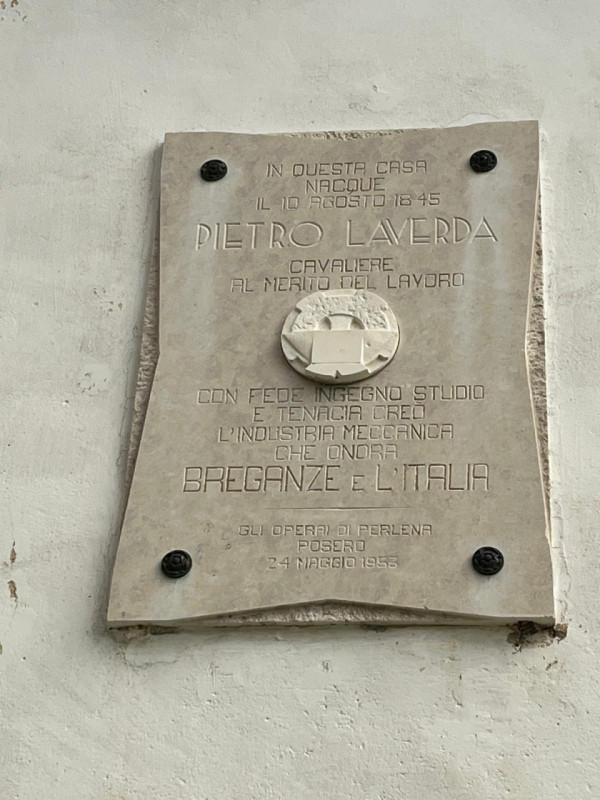 IN QUESTA CASA
NACQUE
IL 10 AGOSTO 1845
PIETRO LAVERDA
CAVALIERE
AL MERITO DEL LAVORO
CON FEDE INGEGNO STUDIO
E TENACIA CREÒ
L'INDUSTRIA MECCANICA
CHE ONORA
BREGANZE E L'ITALIA
GLI OPERAI DI PERLENA
POSERO
24 MAGGIO 1953